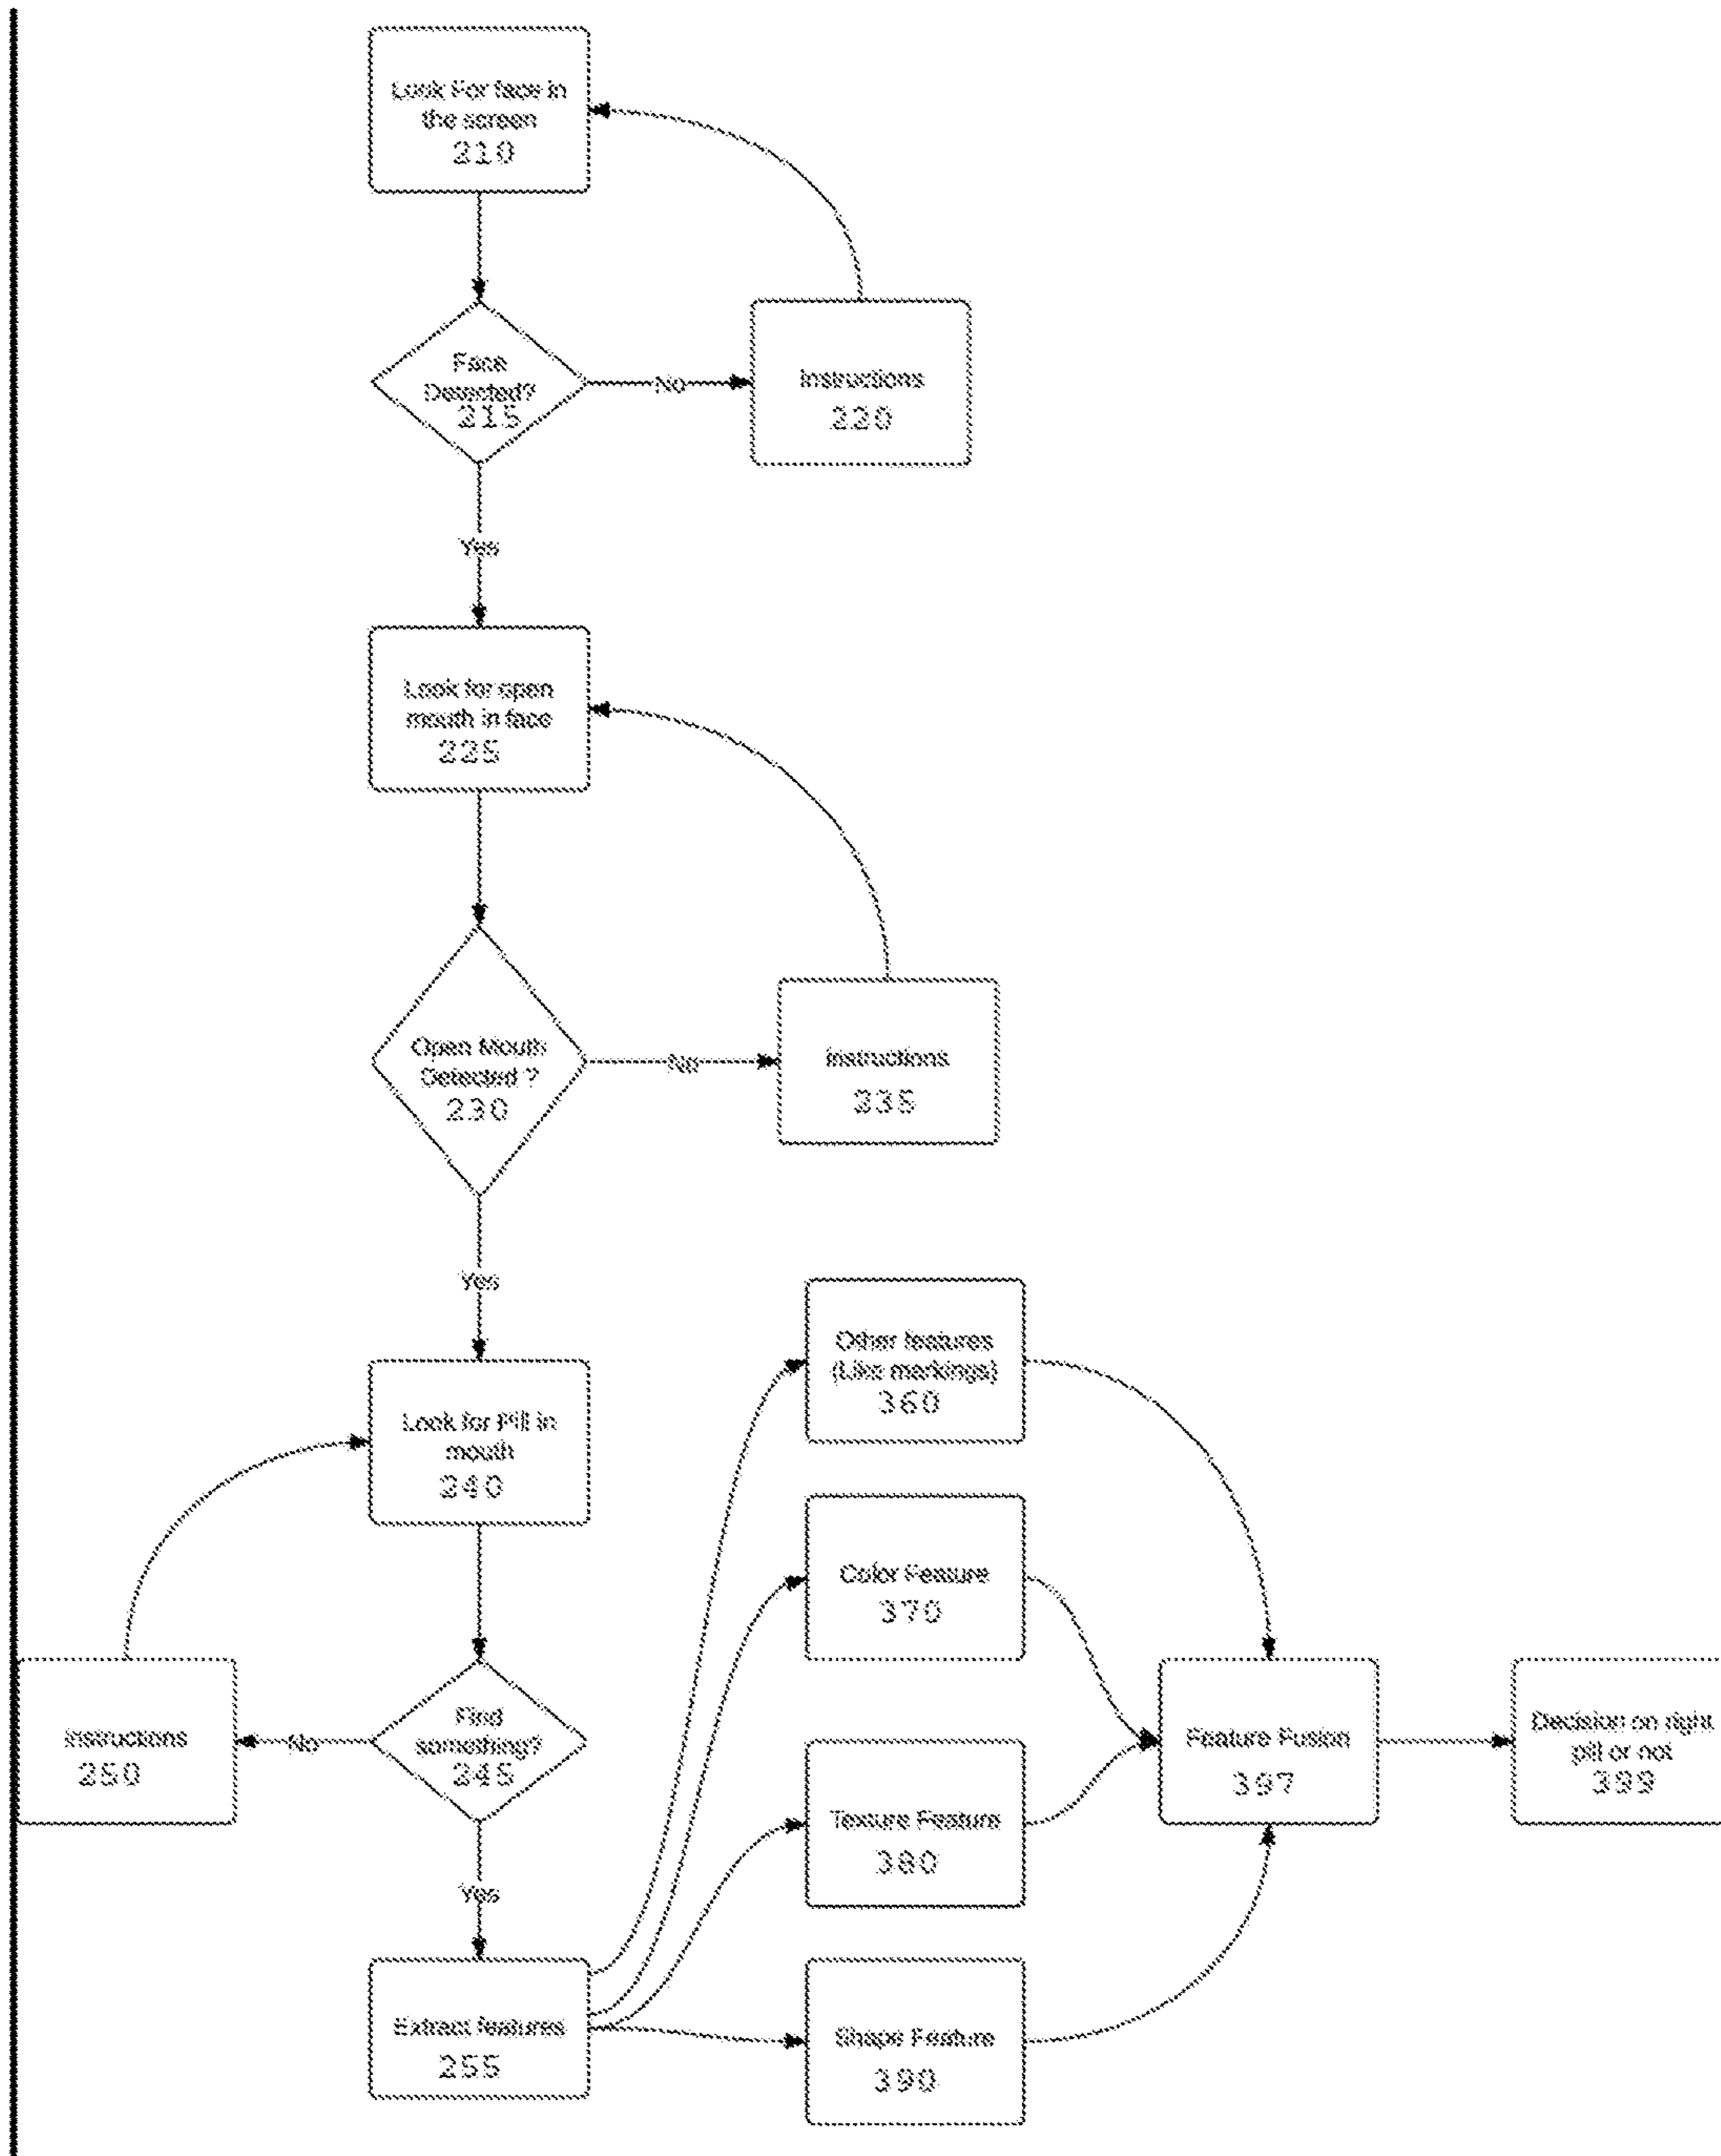 Look For face in
the screen
210
Face
Detected?
215
No
Instructions
220
Yes
Look for open
mouth in face
225
Open Mouth
Detected ?
230
No
Instructions
235
Yes
Look for Pill in
mouth
240
Find
something?
245
No
Instructions
250
Yes
Extract features
255
Other features
(Like markings)
360
Color Feature
370
Texture Feature
380
Shape Feature
390
Feature Fusion
397
Decision on right
pill or not
399